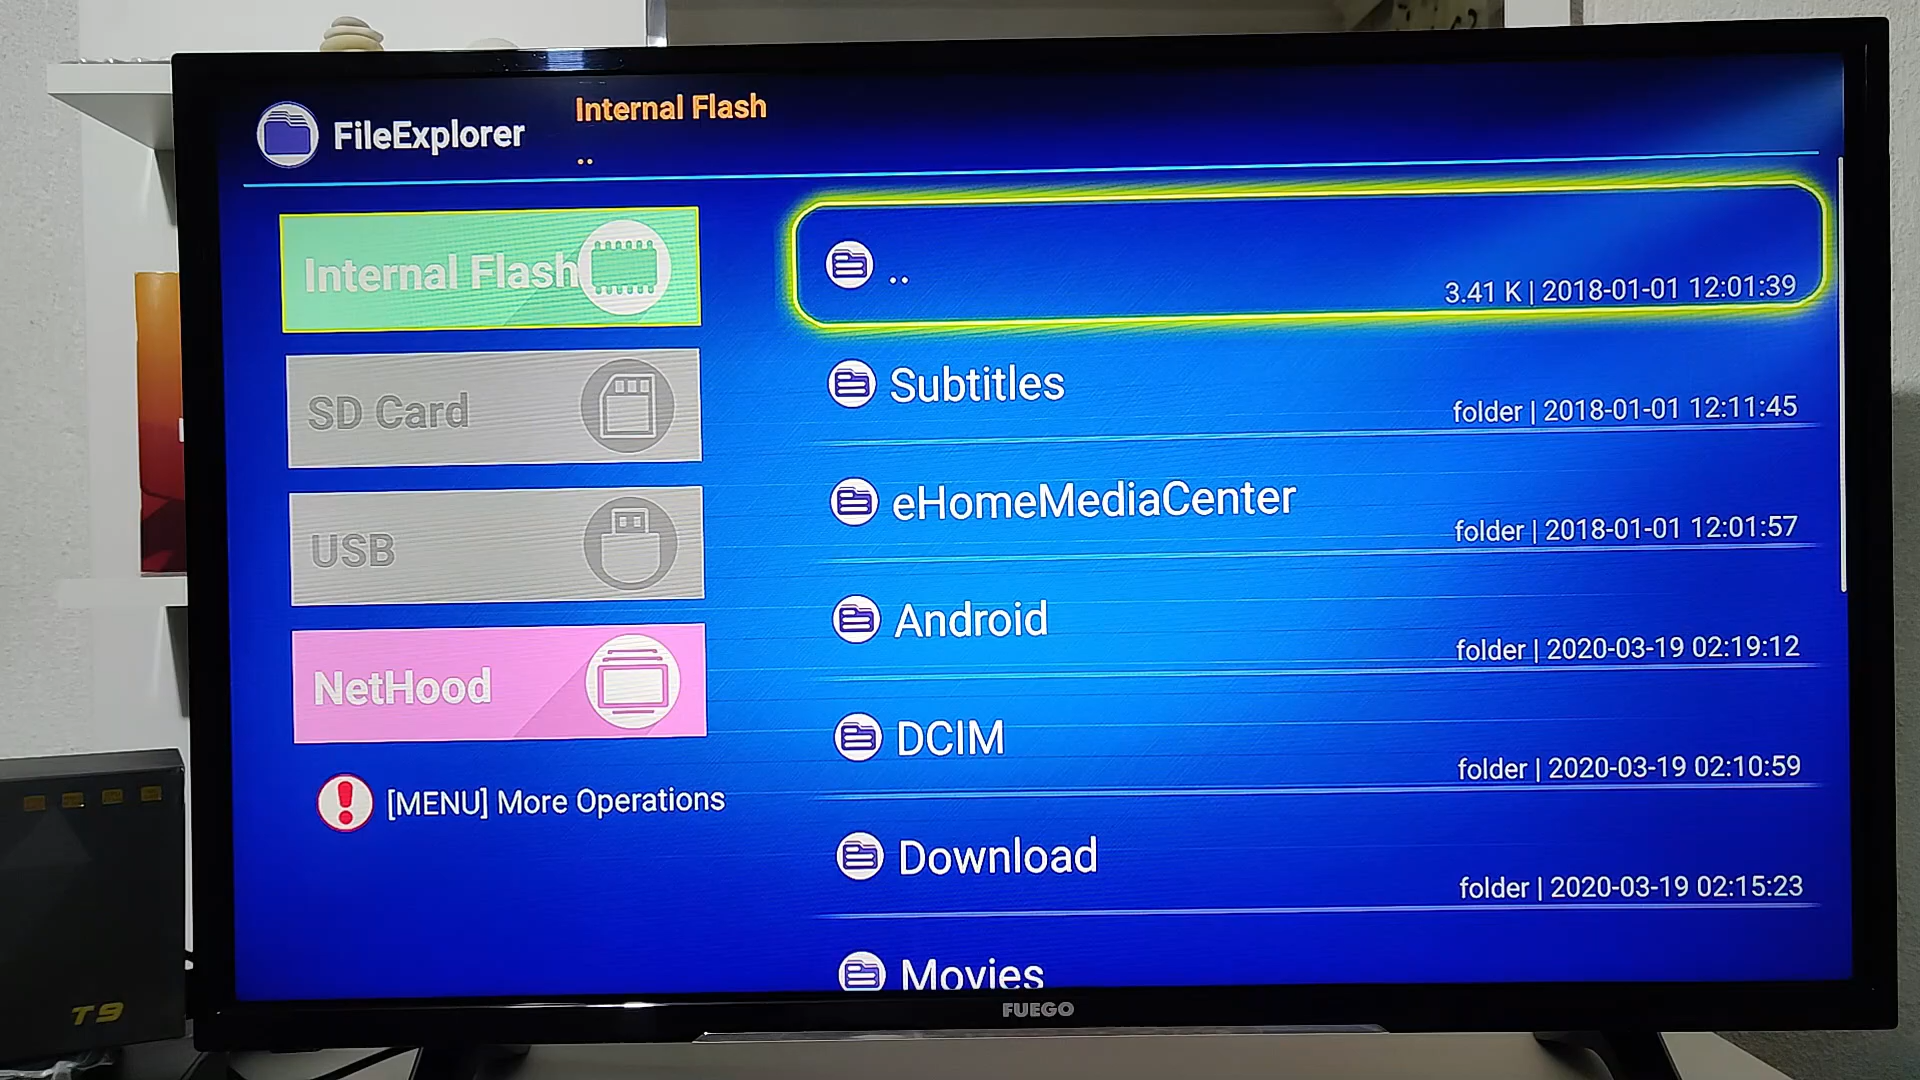 FileExplorer
Internal Flash
..
Internal Flash
SD Card
USB
NetHood
[MENU] More Operations
..
3.41 K | 2018-01-01 12:01:39
Subtitles
folder | 2018-01-01 12:11:45
eHomeMediaCenter
folder | 2018-01-01 12:01:57
Android
folder | 2020-03-19 02:19:12
DCIM
folder | 2020-03-19 02:10:59
Download
folder | 2020-03-19 02:15:23
Movies
FUEGO
T9